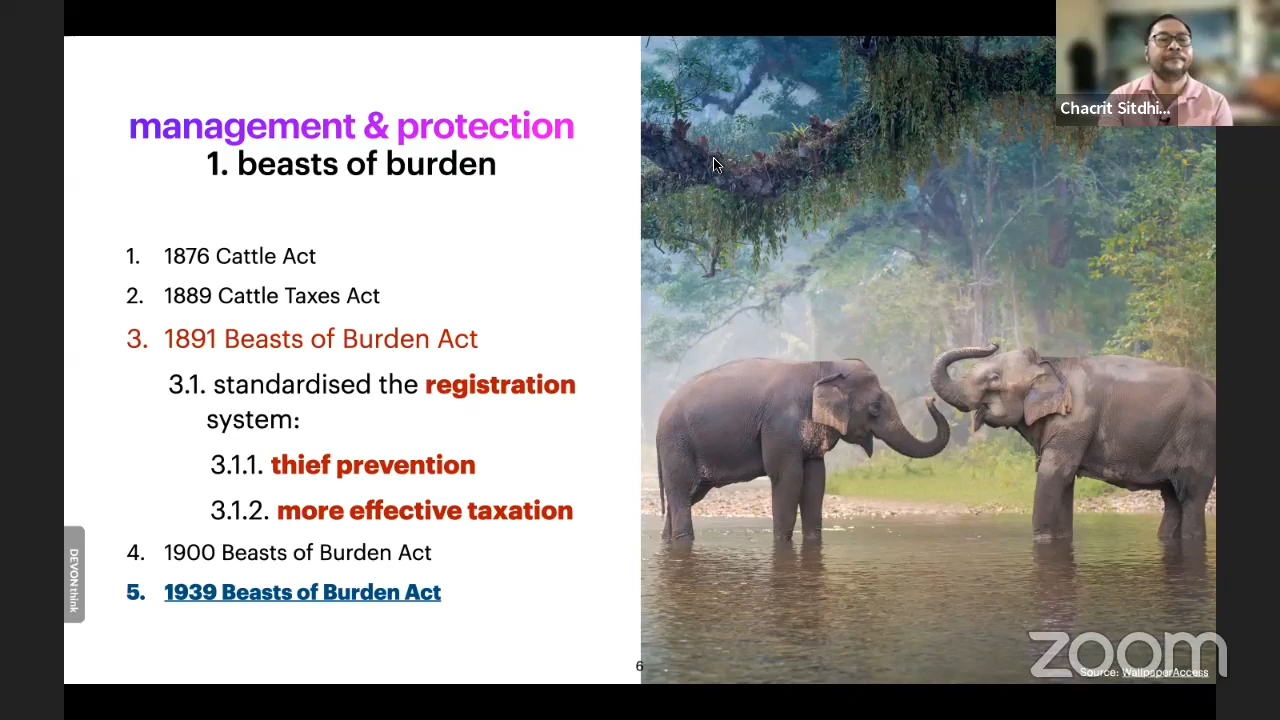 Chacrit Sitdhi...
management & protection
1. beasts of burden
1. 1876 Cattle Act
2. 1889 Cattle Taxes Act
3. 1891 Beasts of Burden Act
3.1. standardised the registration
system:
3.1.1. thief prevention
3.1.2. more effective taxation
4. 1900 Beasts of Burden Act
5. 1939 Beasts of Burden Act
DEVONthink
6
zoom
Source: WallpaperAccess